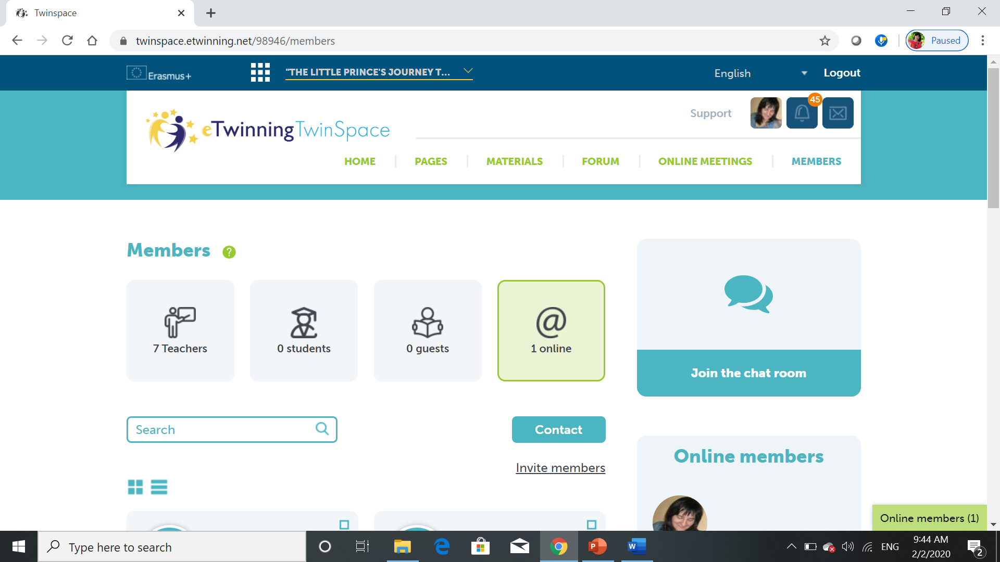 Twinspace
twinspace.etwinning.net/98946/members
Paused
Erasmus+
"THE LITTLE PRINCE'S JOURNEY T...
English
Logout
eTwinning TwinSpace
Support
45
HOME
PAGES
MATERIALS
FORUM
ONLINE MEETINGS
MEMBERS
Members ?
7 Teachers
0 students
0 guests
@
1 online
Join the chat room
Search
Contact
Invite members
Online members
Online members (1)
Type here to search
P
W
ENG
9:44 AM
2/2/2020
2